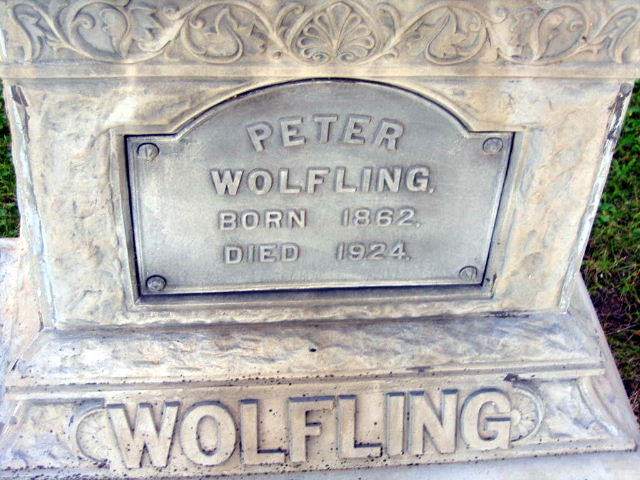 PETER
WOLFLING.
BORN 1862.
DIED 1924.
WOLFLING